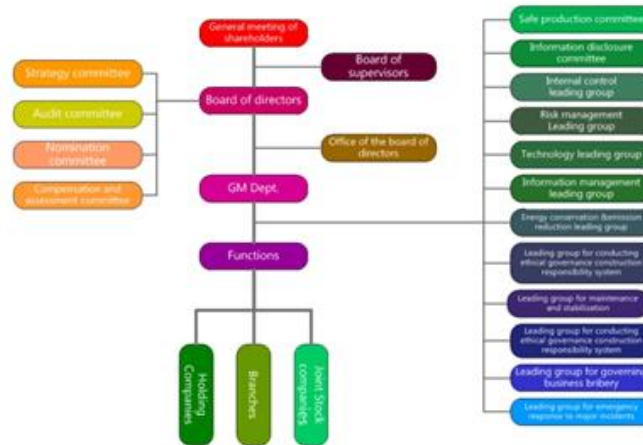 General meeting of
shareholders
Board of
supervisors
Board of directors
Strategy committee
Audit committee
Nomination
committee
Compensation and
assessment committee
Office of the board of
directors
GM Dept.
Functions
Holding
Companies
Branches
Joint Stock
companies
Safe production committee
Information disclosure
committee
Internal control
leading group
Risk management
Leading group
Technology leading group
Information management
leading group
Energy conservation &emission
reduction leading group
Leading group for conducting
ethical governance construction
responsibility system
Leading group for maintenance
and stabilisation
Leading group for conducting
ethical governance construction
responsibility system
Leading group for governing
business bribery
Leading group for emergency
response to major incidents